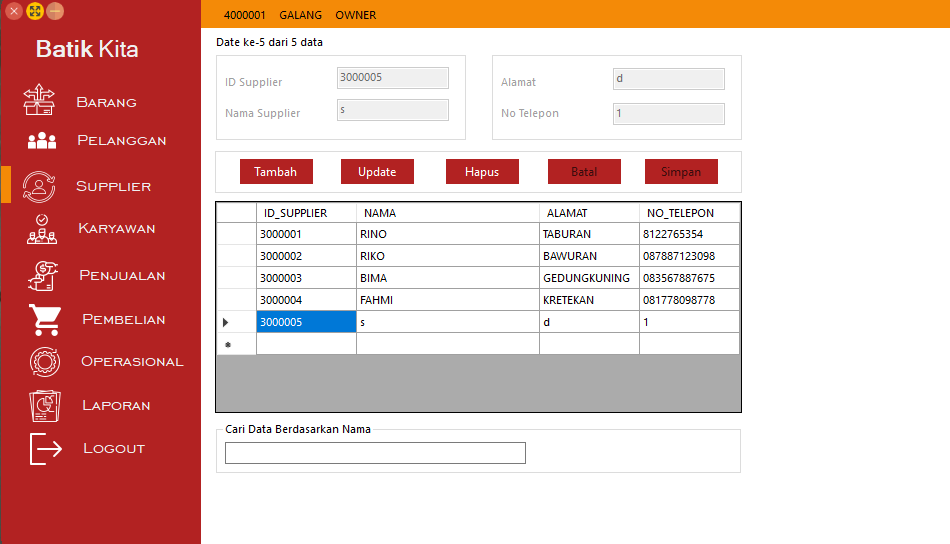 4000001 GALANG OWNER
Batik Kita
Barang
Pelanggan
Supplier
Karyawan
Penjualan
Pembelian
Operasional
Laporan
Logout
Date ke-5 dari 5 data
ID Supplier 3000005
Nama Supplier s
Alamat d
No Telepon 1
Tambah Update Hapus Batal Simpan
ID_SUPPLIER NAMA ALAMAT NO_TELEPON
3000001 RINO TABURAN 8122765354
3000002 RIKO BAWURAN 087887123098
3000003 BIMA GEDUNGKUNING 083567887675
3000004 FAHMI KRETEKAN 081778098778
3000005 s d 1
Cari Data Berdasarkan Nama